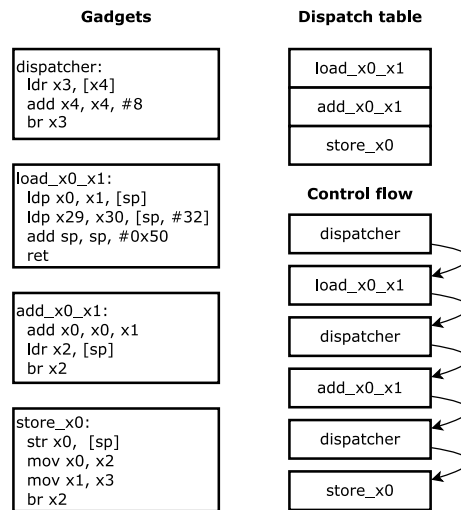 Gadgets
dispatcher:
ldr x3, [x4]
add x4, x4, #8
br x3
load_x0_x1:
ldp x0, x1, [sp]
ldp x29, x30, [sp, #32]
add sp, sp, #0x50
ret
add_x0_x1:
add x0, x0, x1
ldr x2, [sp]
br x2
store_x0:
str x0, [sp]
mov x0, x2
mov x1, x3
br x2
Dispatch table
load_x0_x1
add_x0_x1
store_x0
Control flow
dispatcher
load_x0_x1
dispatcher
add_x0_x1
dispatcher
store_x0